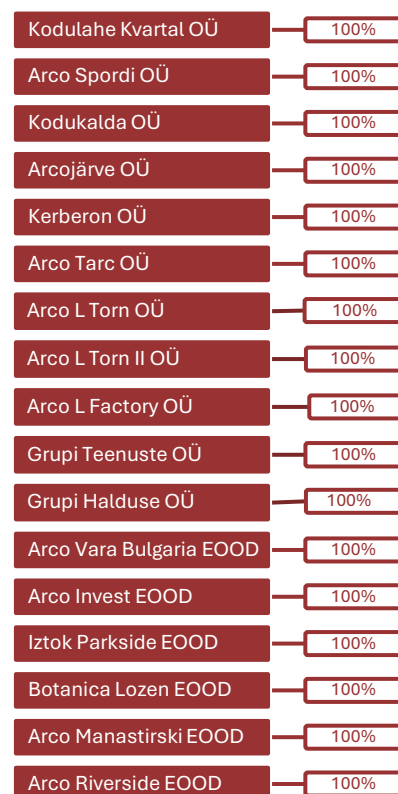 Kodulahe Kvartal OÜ 100%
Arco Spordi OÜ 100%
Kodukalda OÜ 100%
Arcojärve OÜ 100%
Kerberon OÜ 100%
Arco Tarc OÜ 100%
Arco L Torn OÜ 100%
Arco L Torn II OÜ 100%
Arco L Factory OÜ 100%
Grupi Teenuste OÜ 100%
Grupi Halduse OÜ 100%
Arco Vara Bulgaria EOOD 100%
Arco Invest EOOD 100%
Iztok Parkside EOOD 100%
Botanica Lozen EOOD 100%
Arco Manastirski EOOD 100%
Arco Riverside EOOD 100%